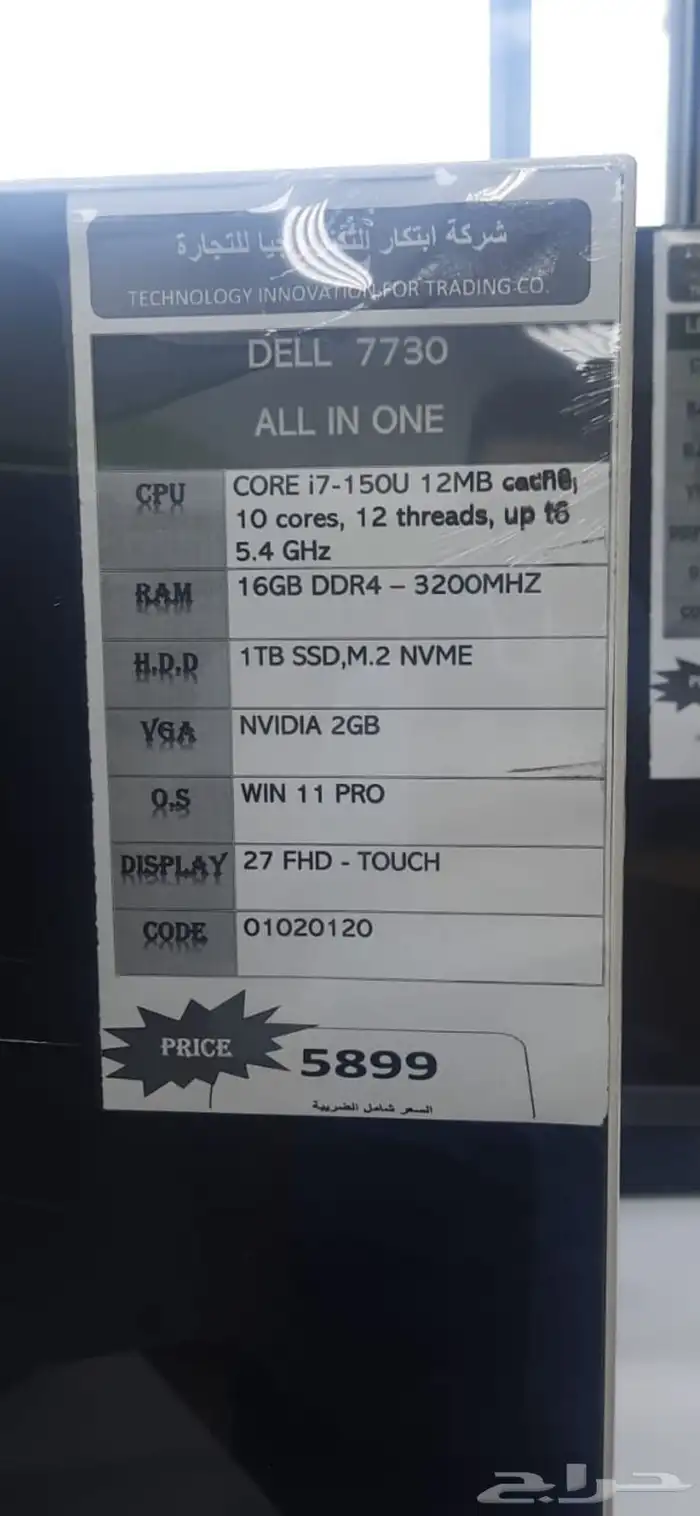 شركة ابتكار التكنولوجيا للتجارة
TECHNOLOGY INNOVATION FOR TRADING CO.
DELL 7730
ALL IN ONE
CPU CORE i7-150U 12MB cache,
10 cores, 12 threads, up to
5.4 GHz
RAM 16GB DDR4 – 3200MHZ
H.D.D 1TB SSD,M.2 NVME
VGA NVIDIA 2GB
O.S WIN 11 PRO
DISPLAY 27 FHD - TOUCH
CODE 01020120
PRICE 5899
السعر شامل الضريبة
حراج